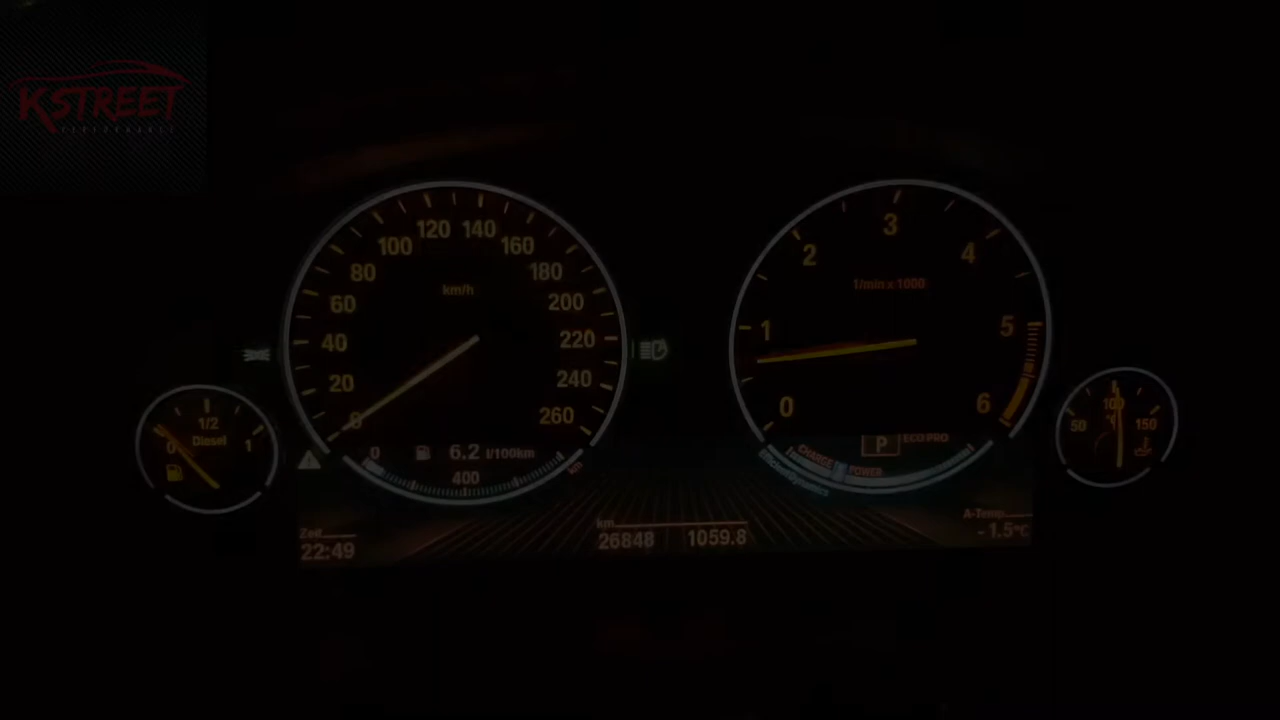 KSTREET
PERFORMANCE
120 140
100 160
80 180
60 200
40 220
20 240
0 260
km/h
3
2 4
1/min x 1000
1 5
0 6
1/2
Diesel
0 1
0 6.2 l/100km
400 km
P ECO PRO
CHARGE POWER
100
50 150
°C
Zeit
22:49
km
26848 1059.8
A-Temp.
-1.5°C